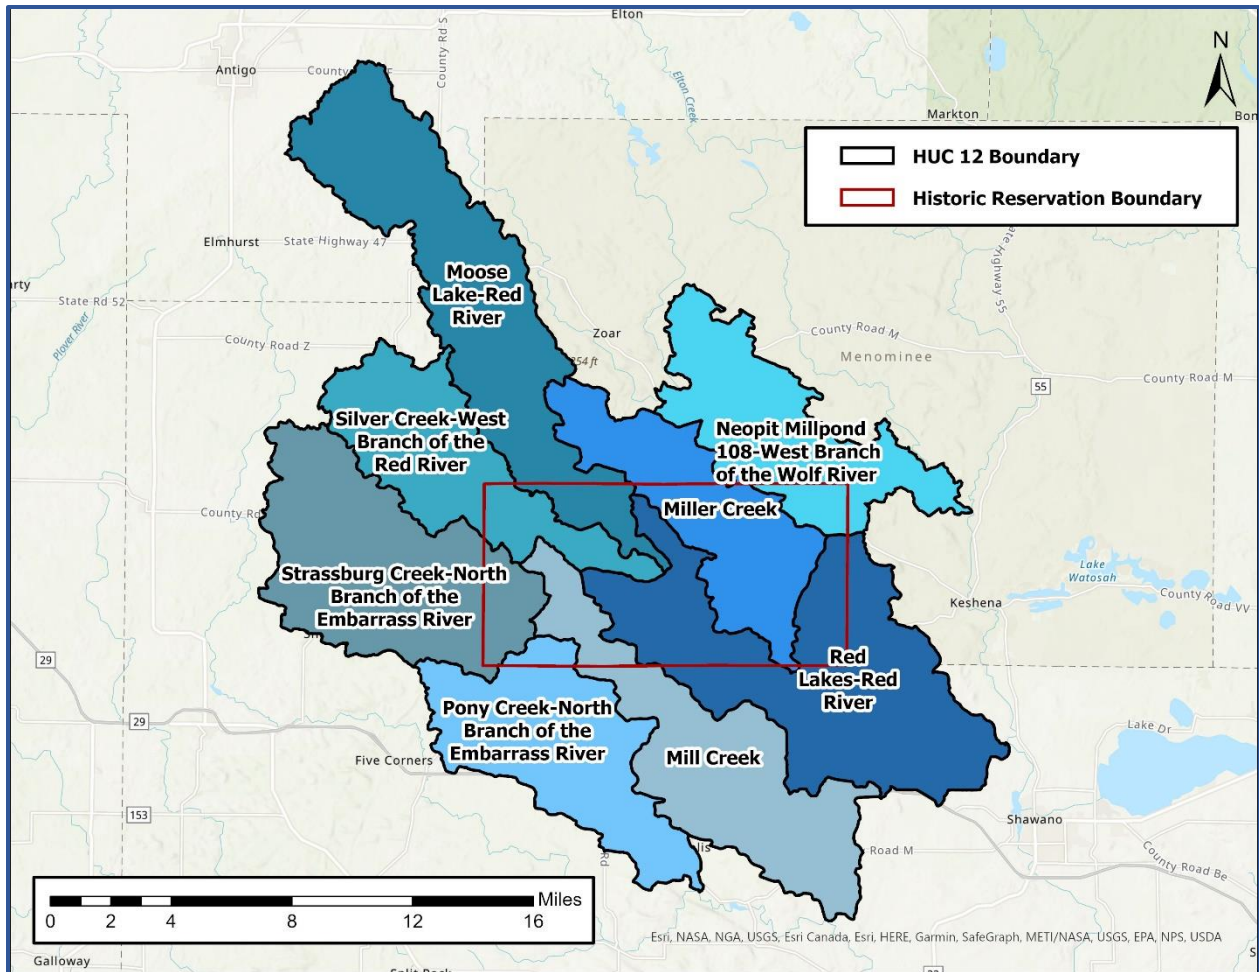 Elton
Antigo
County Road S
Elton Creek
Markton
N
HUC 12 Boundary
Historic Reservation Boundary
Elmhurst
State Highway 47
State Rd 52
Plover River
County Road Z
Moose
Lake-Red
River
Zoar
County Road M
Menominee
55
County Road M
Silver Creek-West
Branch of the
Red River
Neopit Millpond
108-West Branch
of the Wolf River
Miller Creek
County Rd
Strassburg Creek-North
Branch of the
Embarrass River
Lake
Watosah
Keshena
County Road VV
29
Red
Lakes-Red
River
29
Pony Creek-North
Branch of the
Embarrass River
Mill Creek
Lake Dr
Five Corners
153
Shawano
Road M
County Road Be
Miles
0 2 4 8 12 16
Esri, NASA, NGA, USGS, Esri Canada, Esri, HERE, Garmin, SafeGraph, METI/NASA, USGS, EPA, NPS, USDA
Galloway